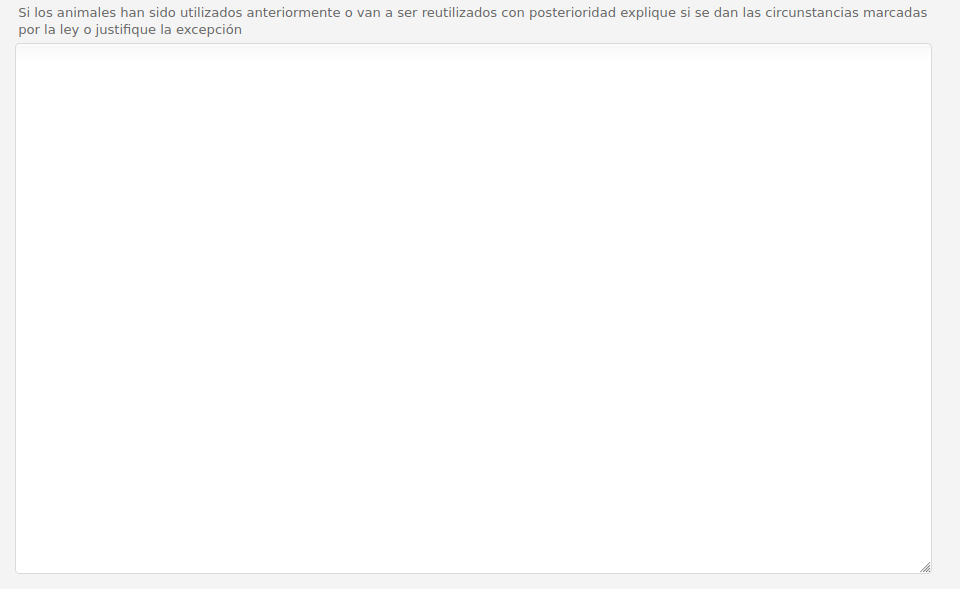 Si los animales han sido utilizados anteriormente o van a ser reutilizados con posterioridad explique si se dan las circunstancias marcadas
por la ley o justifique la excepción